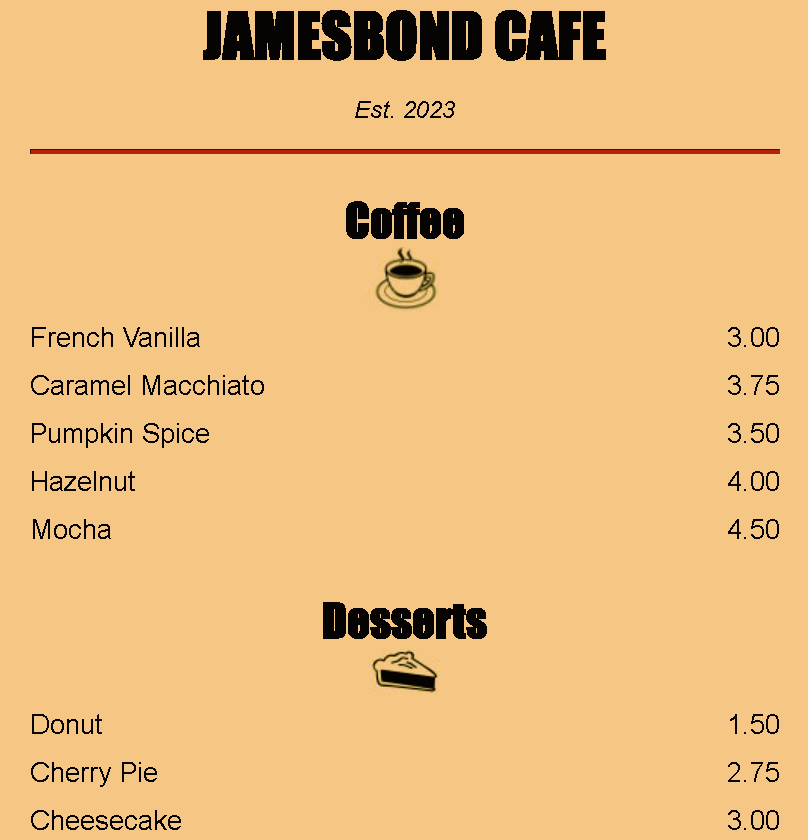 JAMESBOND CAFE
Est. 2023
Coffee
French Vanilla 3.00
Caramel Macchiato 3.75
Pumpkin Spice 3.50
Hazelnut 4.00
Mocha 4.50
Desserts
Donut 1.50
Cherry Pie 2.75
Cheesecake 3.00